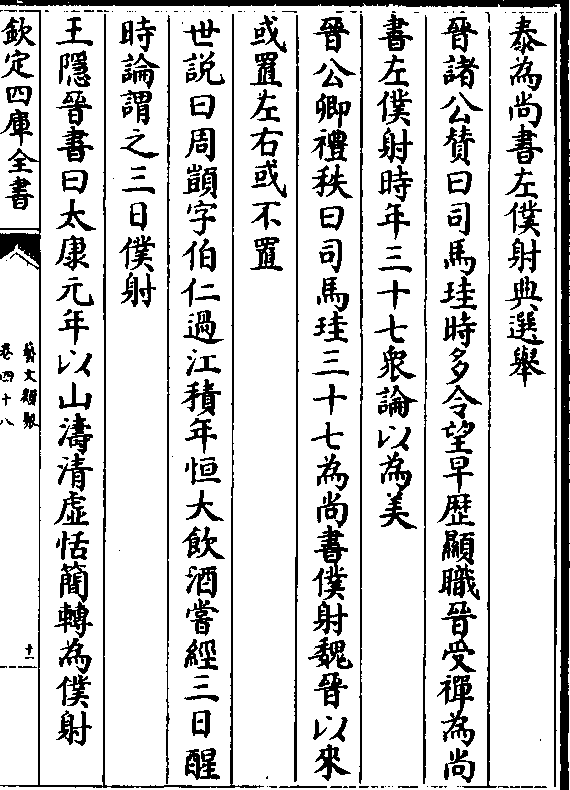 泰為尚書左僕射典選舉
晉諸公贊曰司馬珪時多令望早歴顯職晉受禪為尚
書左僕射時年三十七衆論以為美
晉公卿禮秩曰司馬珪三十七為尚書僕射魏晉以來
或置左右或不置
世説曰周顗字伯仁過江積年恒大飲酒嘗經三日醒
時論謂之三日僕射
王隱晉書曰太康元年以山濤清虛恬簡轉為僕射
欽定四庫全書
藝文類聚
卷四十八
十二